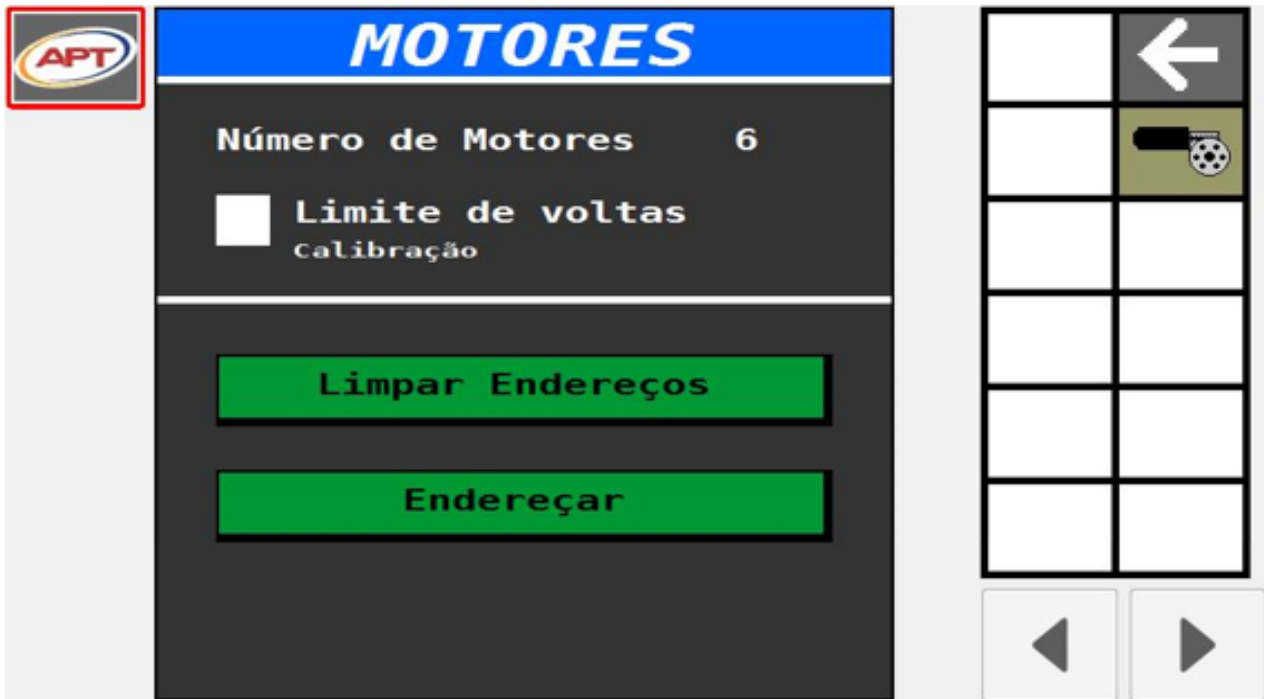 APT
MOTORES
Número de Motores 6
Limite de voltas
Calibração
Limpar Endereços
Endereçar